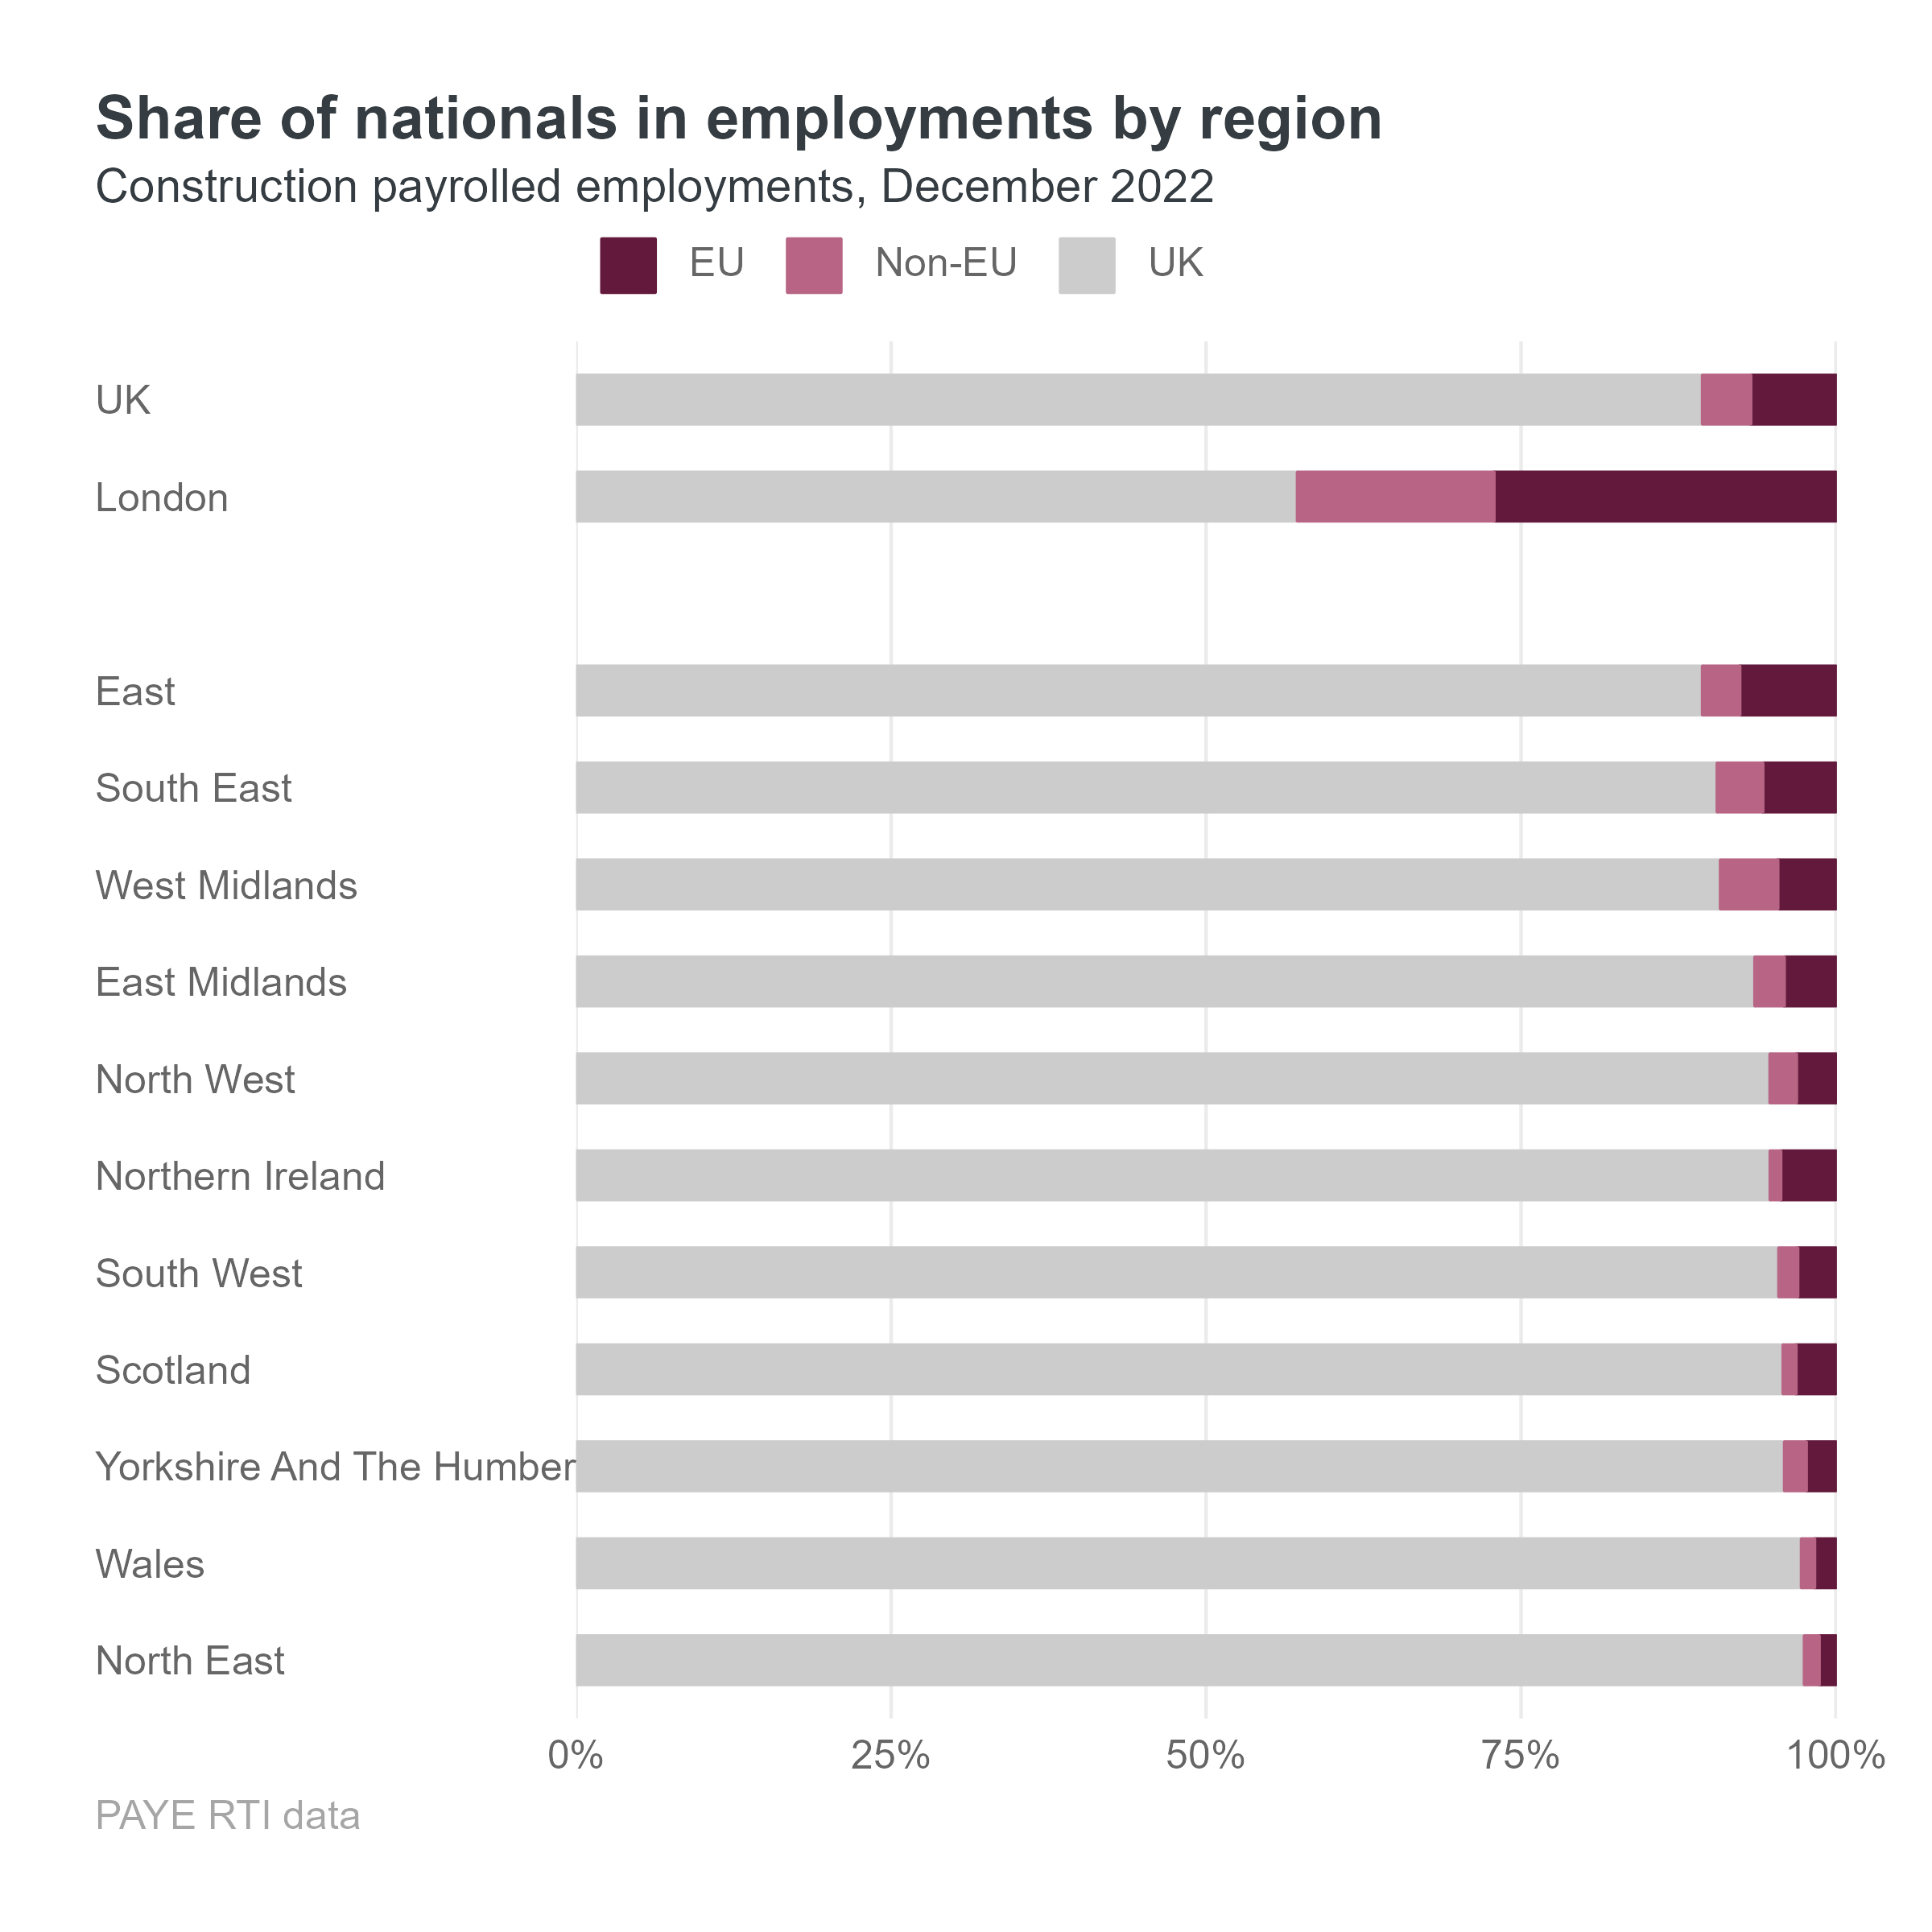 Share of nationals in employments by region
Construction payrolled employments, December 2022
EU Non-EU UK
UK
London
East
South East
West Midlands
East Midlands
North West
Northern Ireland
South West
Scotland
Yorkshire And The Humber
Wales
North East
0% 25% 50% 75% 100%
PAYE RTI data